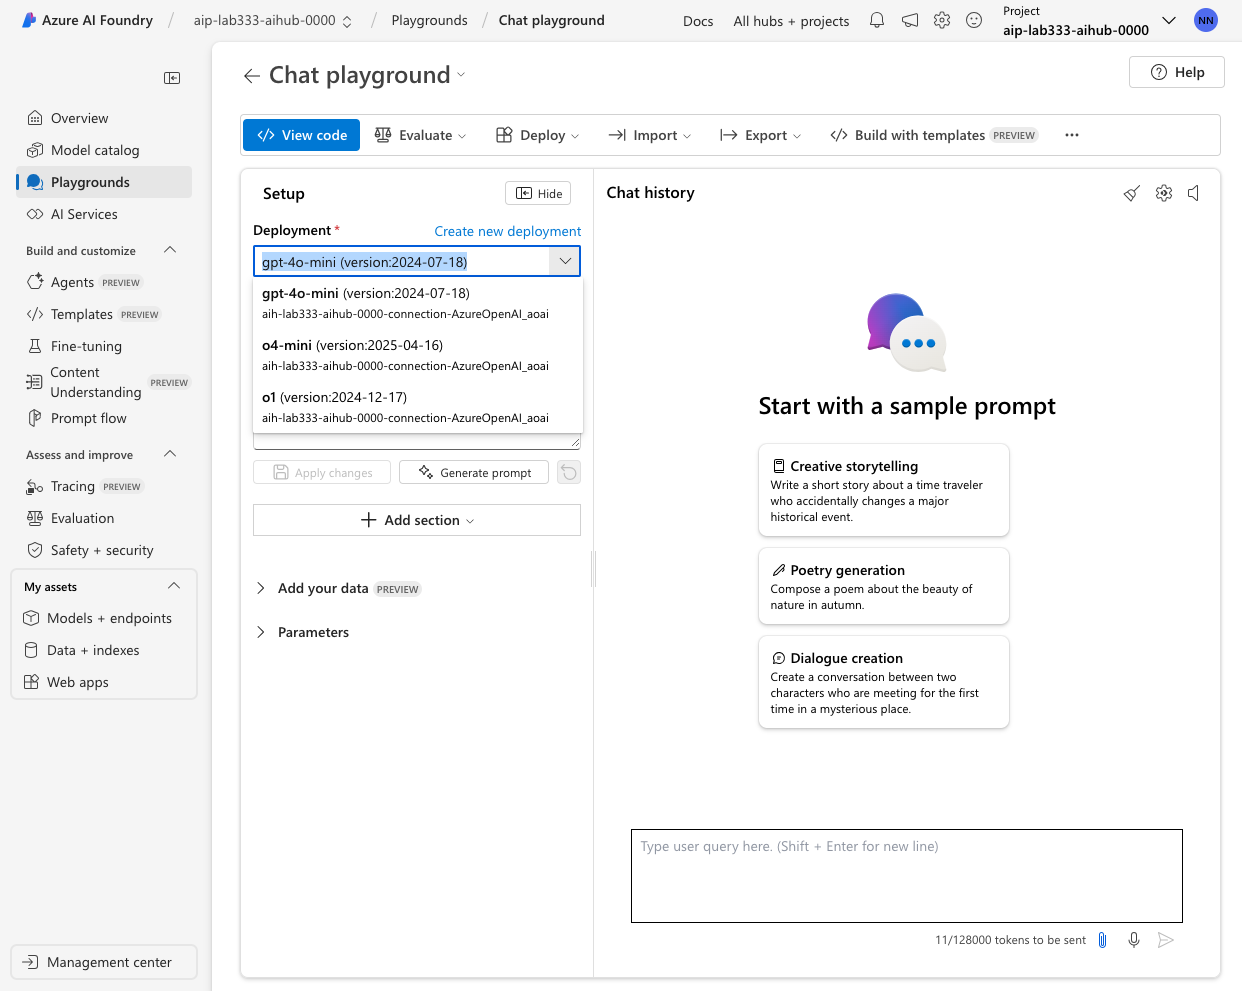 Azure AI Foundry / aip-lab333-aihub-0000 / Playgrounds / Chat playground
Docs
All hubs + projects
Project
aip-lab333-aihub-0000
NN
Overview
Model catalog
Playgrounds
AI Services
Build and customize
Agents PREVIEW
Templates PREVIEW
Fine-tuning
Content
Understanding PREVIEW
Prompt flow
Assess and improve
Tracing PREVIEW
Evaluation
Safety + security
My assets
Models + endpoints
Data + indexes
Web apps
Management center
Chat playground
Help
View code
Evaluate
Deploy
Import
Export
Build with templates PREVIEW
Setup
Hide
Deployment *
Create new deployment
gpt-4o-mini (version:2024-07-18)
gpt-4o-mini (version:2024-07-18)
aih-lab333-aihub-0000-connection-AzureOpenAI_aoai
o4-mini (version:2025-04-16)
aih-lab333-aihub-0000-connection-AzureOpenAI_aoai
o1 (version:2024-12-17)
aih-lab333-aihub-0000-connection-AzureOpenAI_aoai
Apply changes
Generate prompt
Add section
Add your data PREVIEW
Parameters
Chat history
Start with a sample prompt
Creative storytelling
Write a short story about a time traveler
who accidentally changes a major
historical event.
Poetry generation
Compose a poem about the beauty of
nature in autumn.
Dialogue creation
Create a conversation between two
characters who are meeting for the first
time in a mysterious place.
Type user query here. (Shift + Enter for new line)
11/128000 tokens to be sent